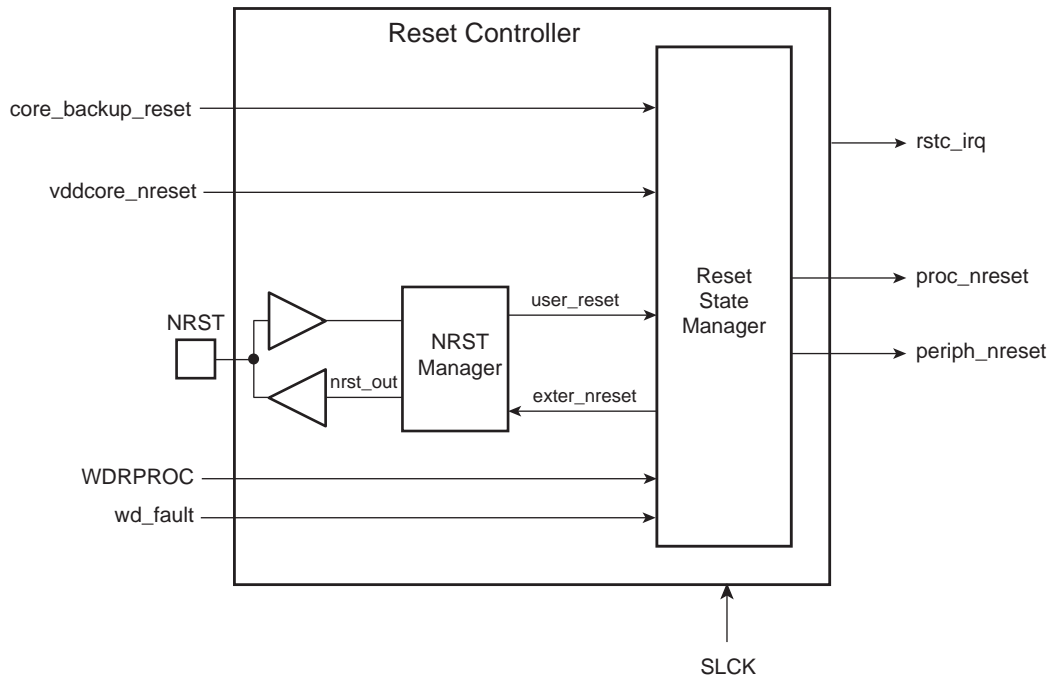 Reset Controller
core_backup_reset
rstc_irq
vddcore_nreset
Reset
State
Manager
proc_nreset
user_reset
NRST
NRST
Manager
periph_nreset
nrst_out
exter_nreset
WDRPROC
wd_fault
SLCK